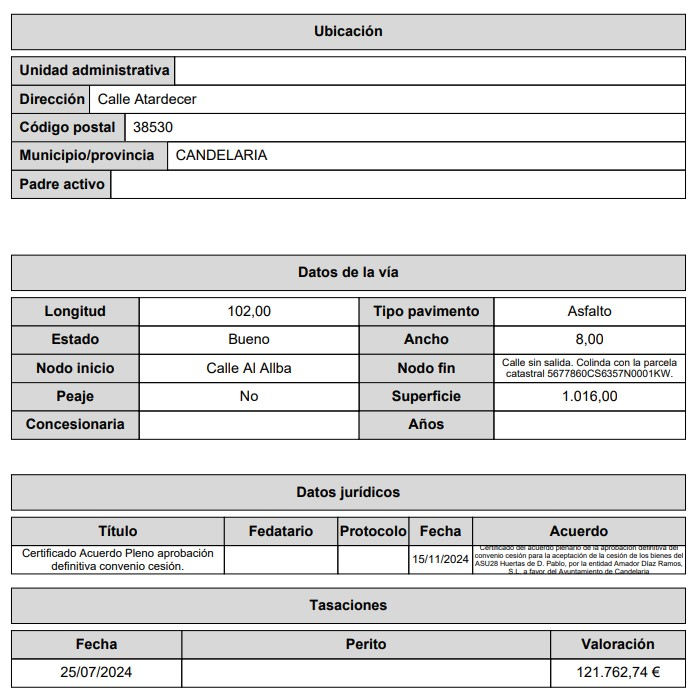 Ubicación
Unidad administrativa
Dirección Calle Atardecer
Código postal 38530
Municipio/provincia CANDELARIA
Padre activo
Datos de la vía
Longitud 102,00 Tipo pavimento Asfalto
Estado Bueno Ancho 8,00
Nodo inicio Calle Al Allba Nodo fin Calle sin salida. Colinda con la parcela
catastral 5677860CS6357N0001KW.
Peaje No Superficie 1.016,00
Concesionaria Años
Datos jurídicos
Título Fedatario Protocolo Fecha Acuerdo
Certificado Acuerdo Pleno aprobación
definitiva convenio cesión.
15/11/2024
Certificado del acuerdo plenario de la aprobación definitiva del
convenio cesión para la aceptación de la cesión de los bienes del
ASU28 Huertas de D. Pablo, por la entidad Amador Díaz Ramos,
S.L. a favor del Ayuntamiento de Candelaria
Tasaciones
Fecha Perito Valoración
25/07/2024 121.762,74 €